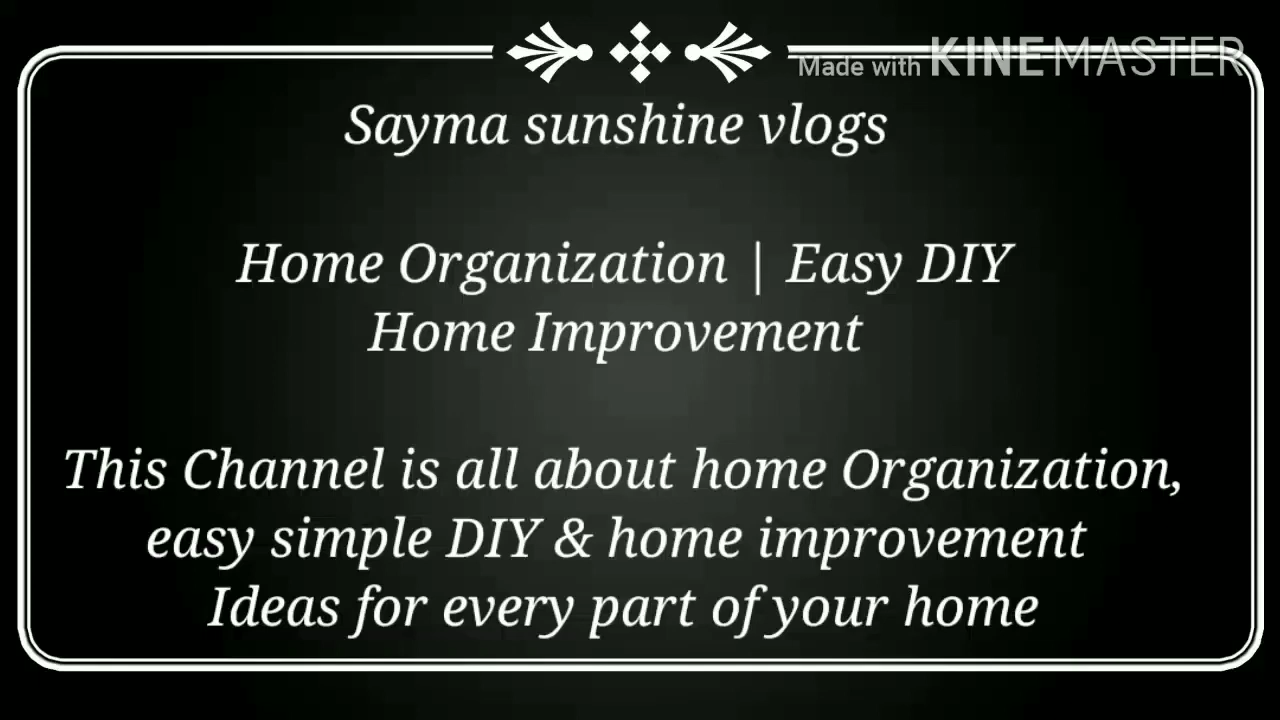 Made with KINEMASTER
Sayma sunshine vlogs
Home Organization | Easy DIY
Home Improvement
This Channel is all about home Organization,
easy simple DIY & home improvement
Ideas for every part of your home